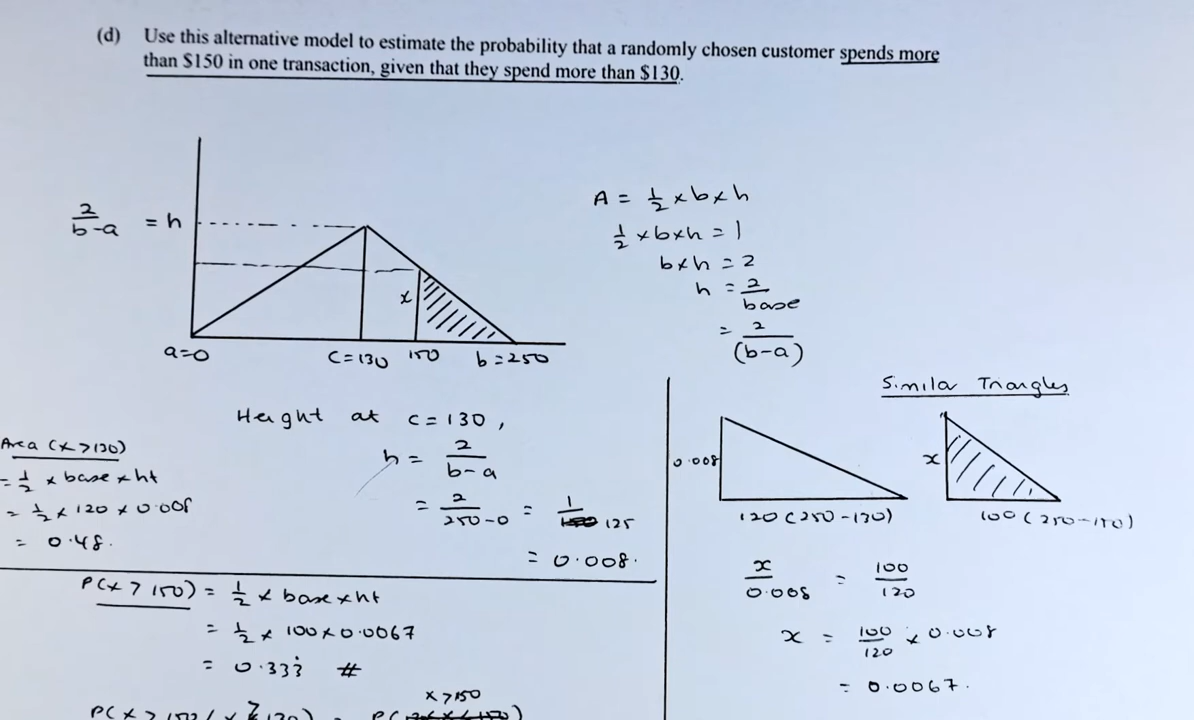 (d) Use this alternative model to estimate the probability that a randomly chosen customer spends more
than $150 in one transaction, given that they spend more than $130.
2/b-a = h
a=0
C=130
150
b=250
x
A = 1/2 × b × h
1/2 × b × h = 1
b × h = 2
h = 2/base
= 2/(b-a)
Height at c = 130,
h = 2/b-a
= 2/250-0 = 1/125
= 0.008.
Area (x > 130)
= 1/2 × base × ht
= 1/2 × 120 × 0.008
= 0.48.
P(x > 150) = 1/2 × base × ht
= 1/2 × 100 × 0.0067
= 0.333̇ #
x > 150
Similar Triangles
0.008
120 (250-130)
x
100 (250-150)
x/0.008 = 100/120
x = 100/120 × 0.008
= 0.0067.